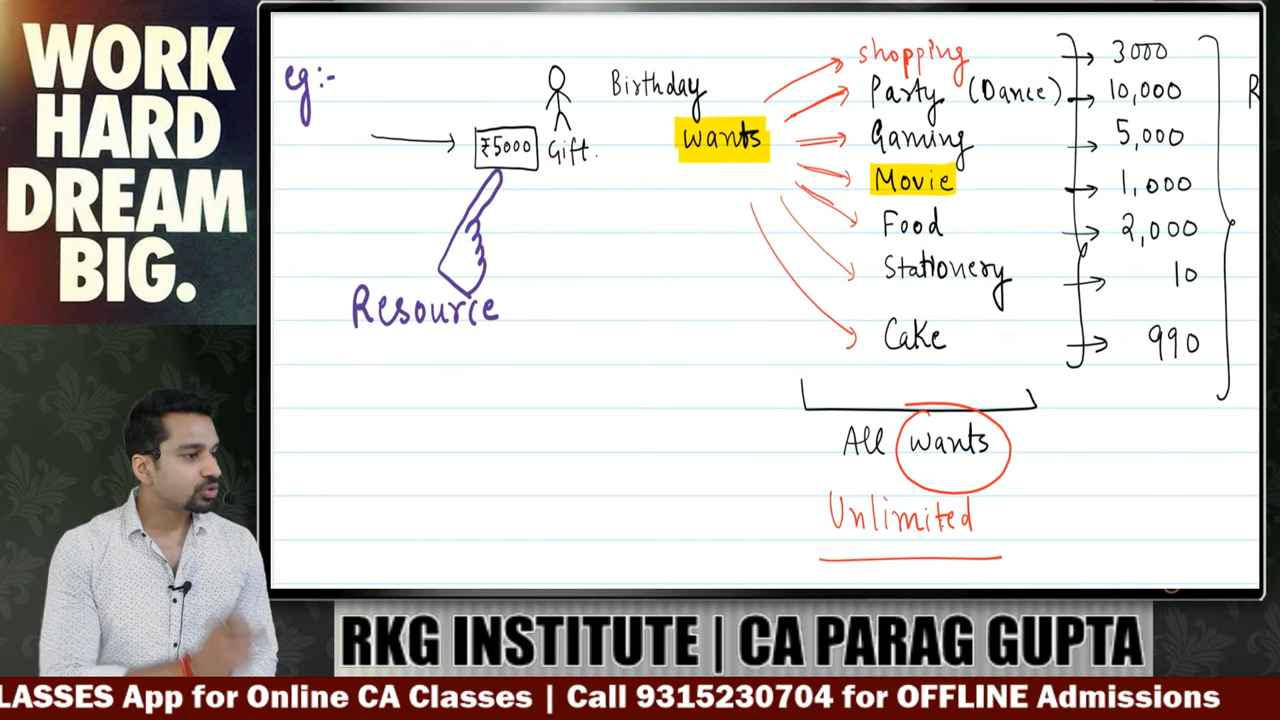 WORK
HARD
DREAM
BIG.
eg:-
₹5000
Gift.
Resource
Birthday
wants
shopping → 3000
Party (Dance) → 10,000
Gaming → 5,000
Movie → 1,000
Food → 2,000
Stationery → 10
Cake → 990
R
All wants
Unlimited
RKG INSTITUTE | CA PARAG GUPTA
LASSES App for Online CA Classes | Call 9315230704 for OFFLINE Admissions